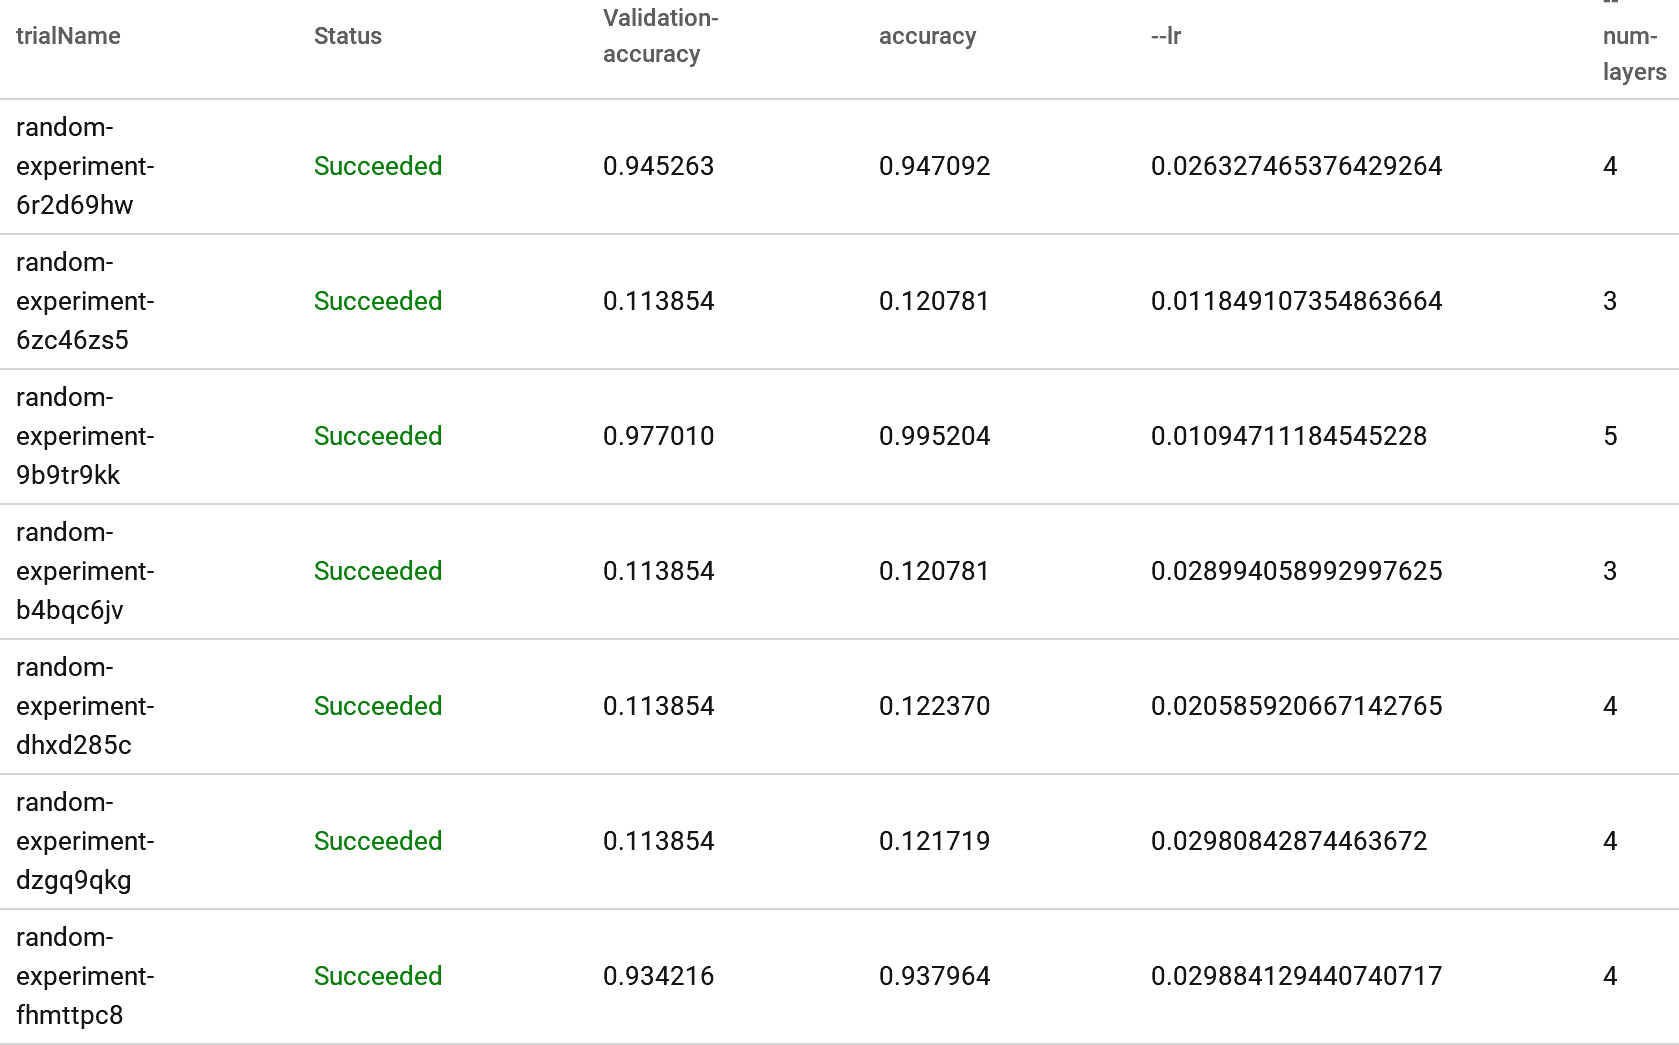 trialName
Status
Validation-
accuracy
accuracy
--lr
--
num-
layers
random-
experiment-
6r2d69hw
Succeeded
0.945263
0.947092
0.026327465376429264
4
random-
experiment-
6zc46zs5
Succeeded
0.113854
0.120781
0.011849107354863664
3
random-
experiment-
9b9tr9kk
Succeeded
0.977010
0.995204
0.01094711184545228
5
random-
experiment-
b4bqc6jv
Succeeded
0.113854
0.120781
0.028994058992997625
3
random-
experiment-
dhxd285c
Succeeded
0.113854
0.122370
0.020585920667142765
4
random-
experiment-
dzgq9qkg
Succeeded
0.113854
0.121719
0.02980842874463672
4
random-
experiment-
fhmttpc8
Succeeded
0.934216
0.937964
0.029884129440740717
4